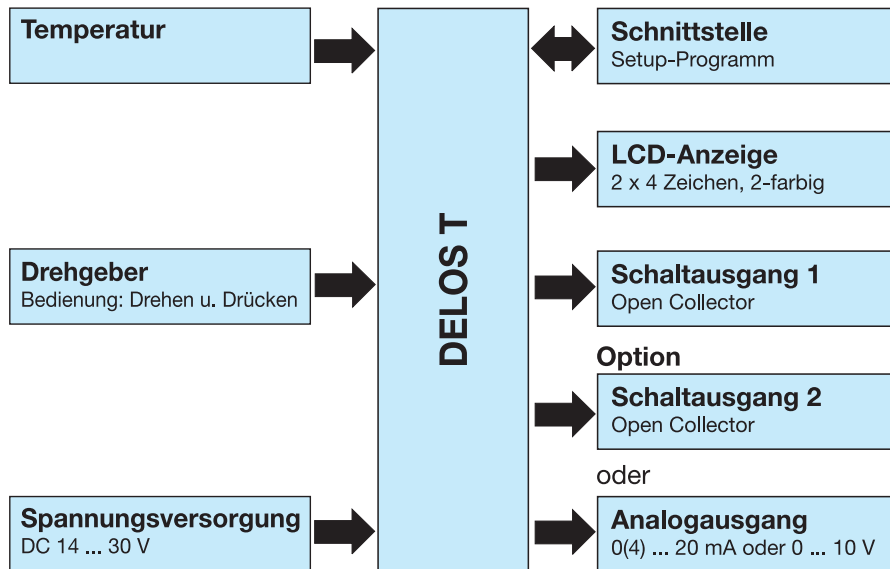 Temperatur
Drehgeber
Bedienung: Drehen u. Drücken
Spannungsversorgung
DC 14 ... 30 V
DELOS T
Schnittstelle
Setup-Programm
LCD-Anzeige
2 x 4 Zeichen, 2-farbig
Schaltausgang 1
Open Collector
Option
Schaltausgang 2
Open Collector
oder
Analogausgang
0(4) ... 20 mA oder 0 ... 10 V